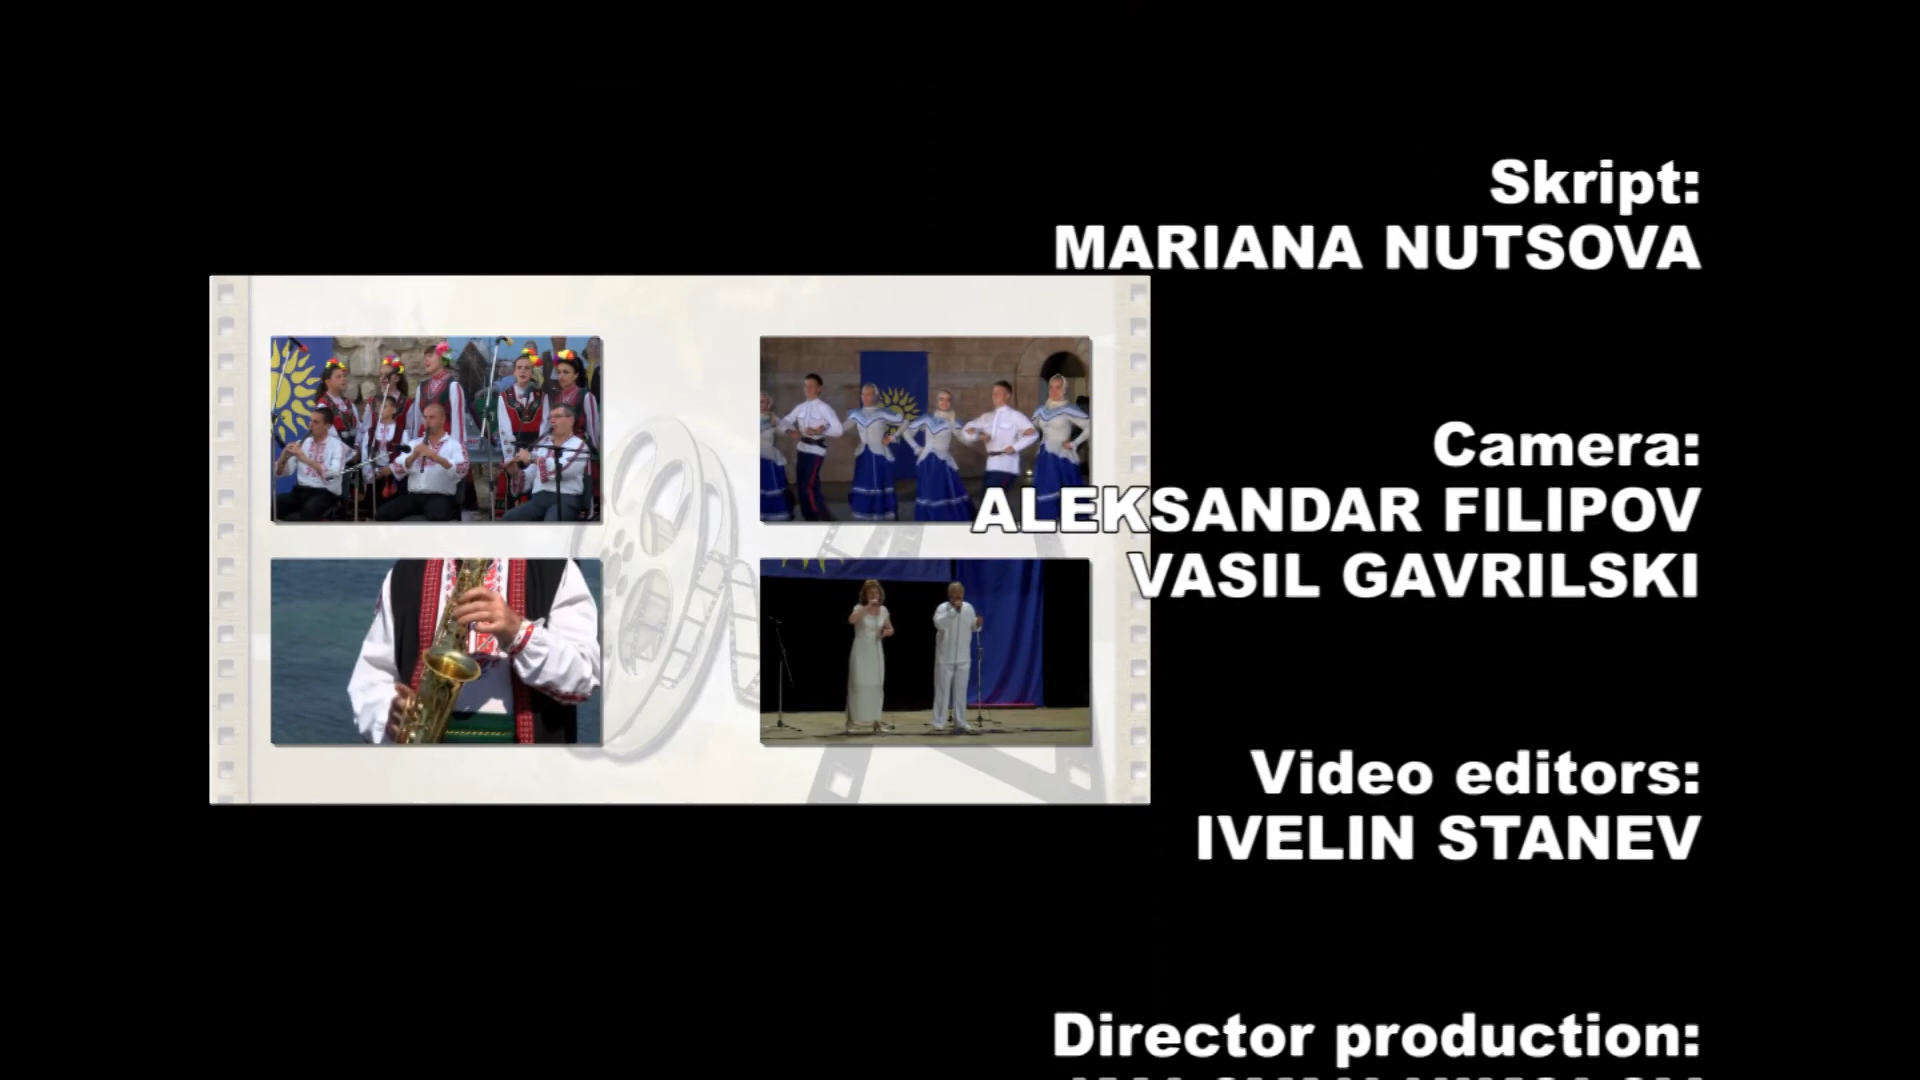 Skript:
MARIANA NUTSOVA
Camera:
ALEKSANDAR FILIPOV
VASIL GAVRILSKI
Video editors:
IVELIN STANEV
Director production: